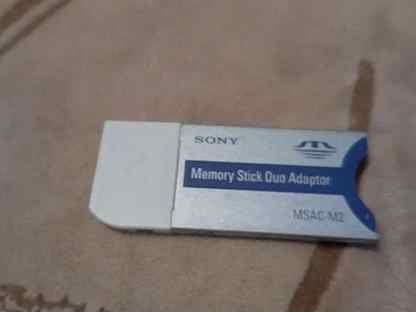 SONY
Memory Stick Duo Adaptor
MSAC-M2